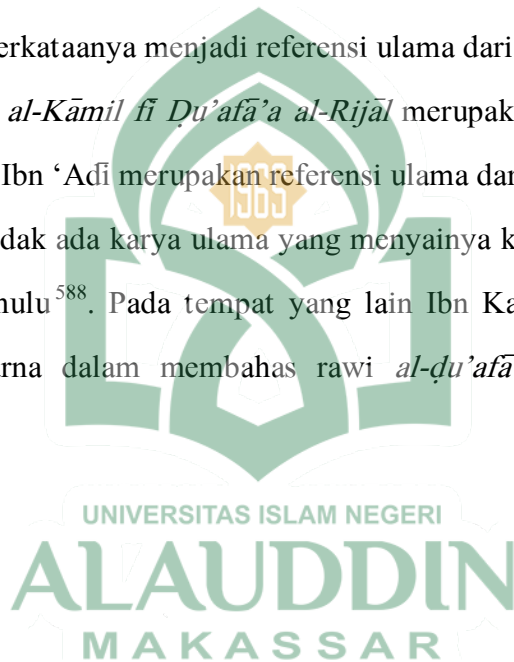 erkataanya menjadi referensi ulama dari
al-Kāmil fī Ḍu’afā’a al-Rijāl merupak
Ibn ‘Adī merupakan referensi ulama dar
1965
dak ada karya ulama yang menyainya k
hulu⁵⁸⁸. Pada tempat yang lain Ibn Ka
arna dalam membahas rawi al-ḍu’afā
UNIVERSITAS ISLAM NEGERI
ALAUDDIN
MAKASSAR